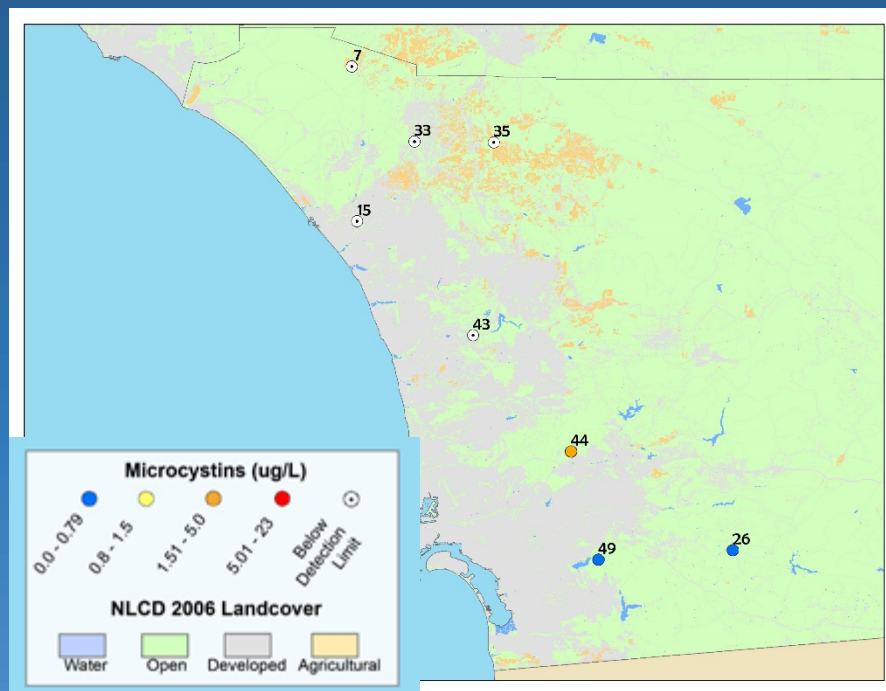 7
33
35
15
43
44
49
26
Microcystins (ug/L)
0.0 - 0.79
0.8 - 1.5
1.51 - 5.0
5.01 - 23
Below
Detection
Limit
NLCD 2006 Landcover
Water
Open
Developed
Agricultural